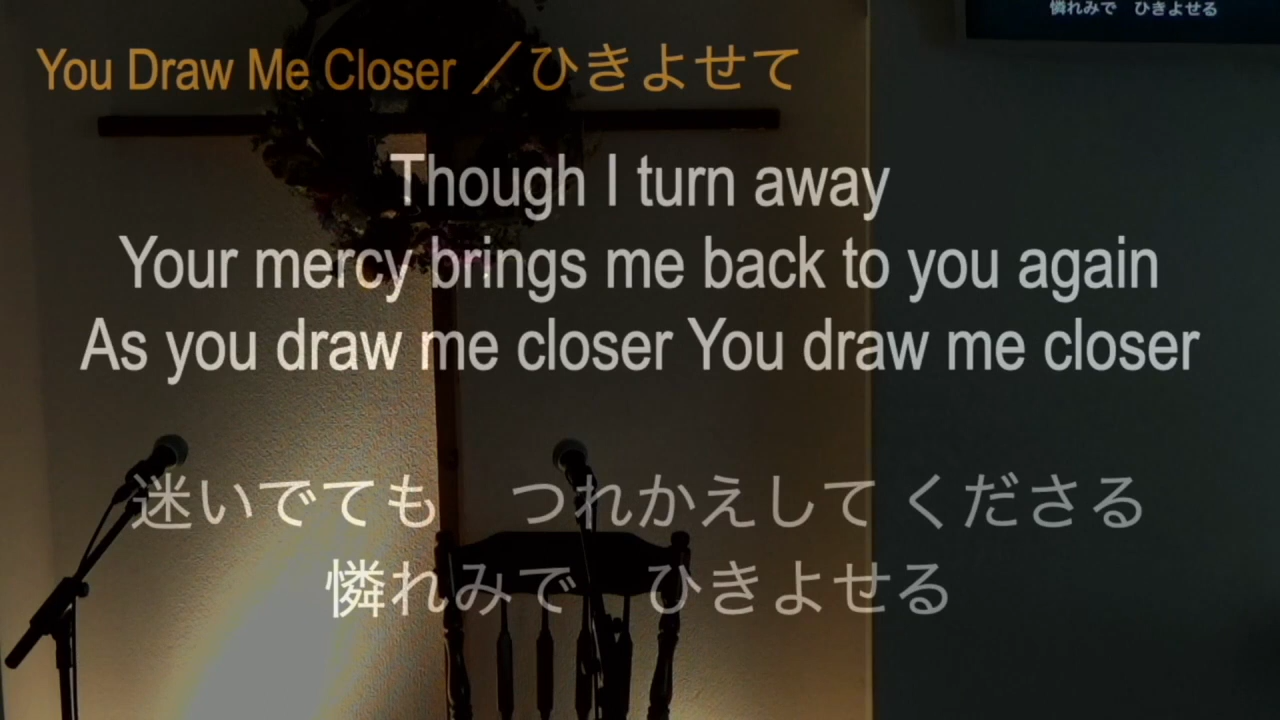 憐れみで　ひきよせる
You Draw Me Closer ／ひきよせて
Though I turn away
Your mercy brings me back to you again
As you draw me closer You draw me closer
迷いでても　つれかえして くださる
憐れみで　ひきよせる